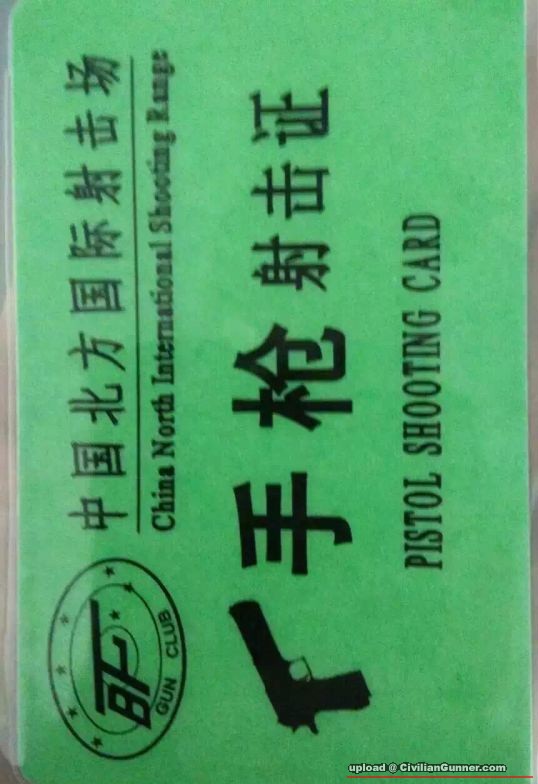 中国北方国际射击场
China North International Shooting Range
手枪射击证
PISTOL SHOOTING CARD
GUN CLUB
upload @ CivilianGunner.com